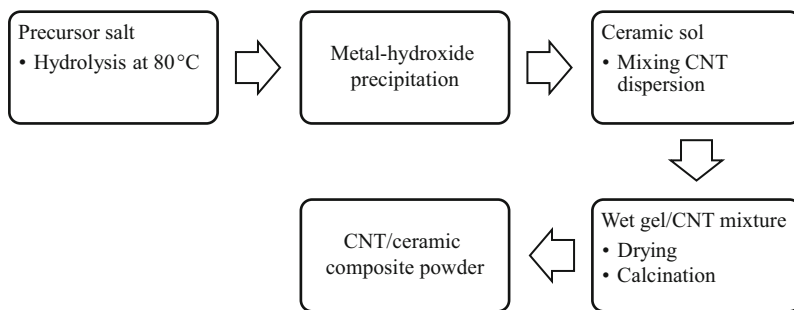 Precursor salt
• Hydrolysis at 80°C
Metal-hydroxide
precipitation
Ceramic sol
• Mixing CNT
dispersion
Wet gel/CNT mixture
• Drying
• Calcination
CNT/ceramic
composite powder